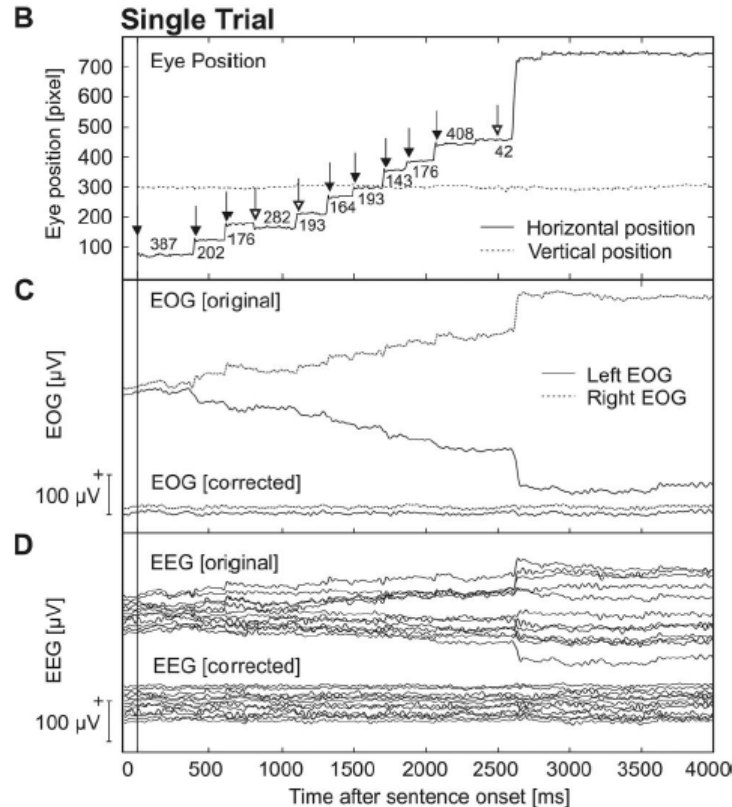 B Single Trial
Eye Position
Eye position [pixel]
700
600
500
400
300
200
100
387
202
176
282
193
164
193
143
176
408
42
Horizontal position
Vertical position
C
EOG [original]
EOG [µV]
Left EOG
Right EOG
+
100 µV
EOG [corrected]
D
EEG [original]
EEG [µV]
EEG [corrected]
+
100 µV
0 500 1000 1500 2000 2500 3000 3500 4000
Time after sentence onset [ms]